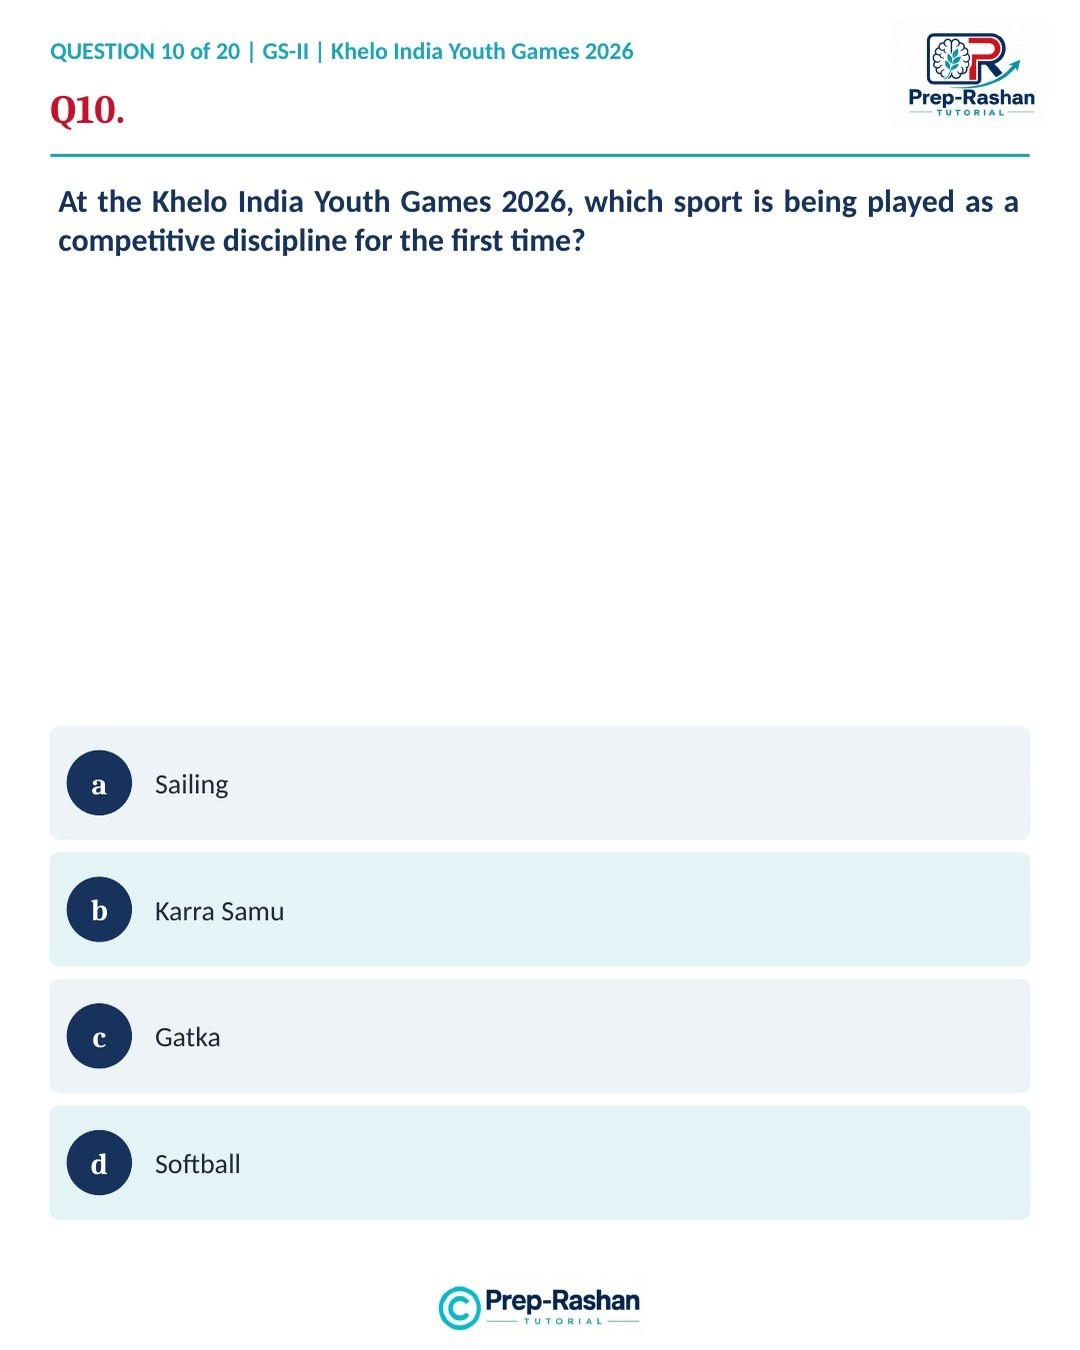 QUESTION 10 of 20 | GS-II | Khelo India Youth Games 2026
Prep-Rashan
TUTORIAL
Q10.
At the Khelo India Youth Games 2026, which sport is being played as a
competitive discipline for the first time?
a Sailing
b Karra Samu
c Gatka
d Softball
© Prep-Rashan
TUTORIAL